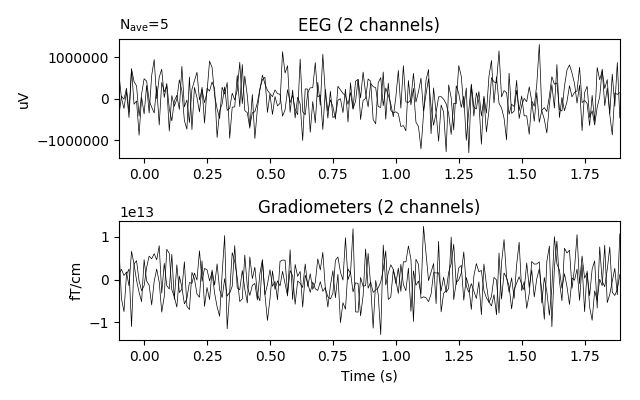 N_ave=5
EEG (2 channels)
1000000
0
−1000000
uV
0.00 0.25 0.50 0.75 1.00 1.25 1.50 1.75
1e13
Gradiometers (2 channels)
1
0
−1
fT/cm
0.00 0.25 0.50 0.75 1.00 1.25 1.50 1.75
Time (s)